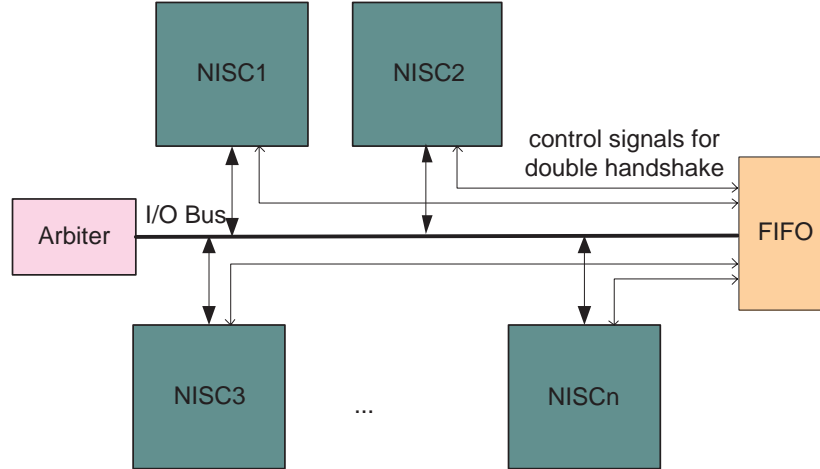 NISC1
NISC2
control signals for
double handshake
I/O Bus
Arbiter
FIFO
NISC3
...
NISCn